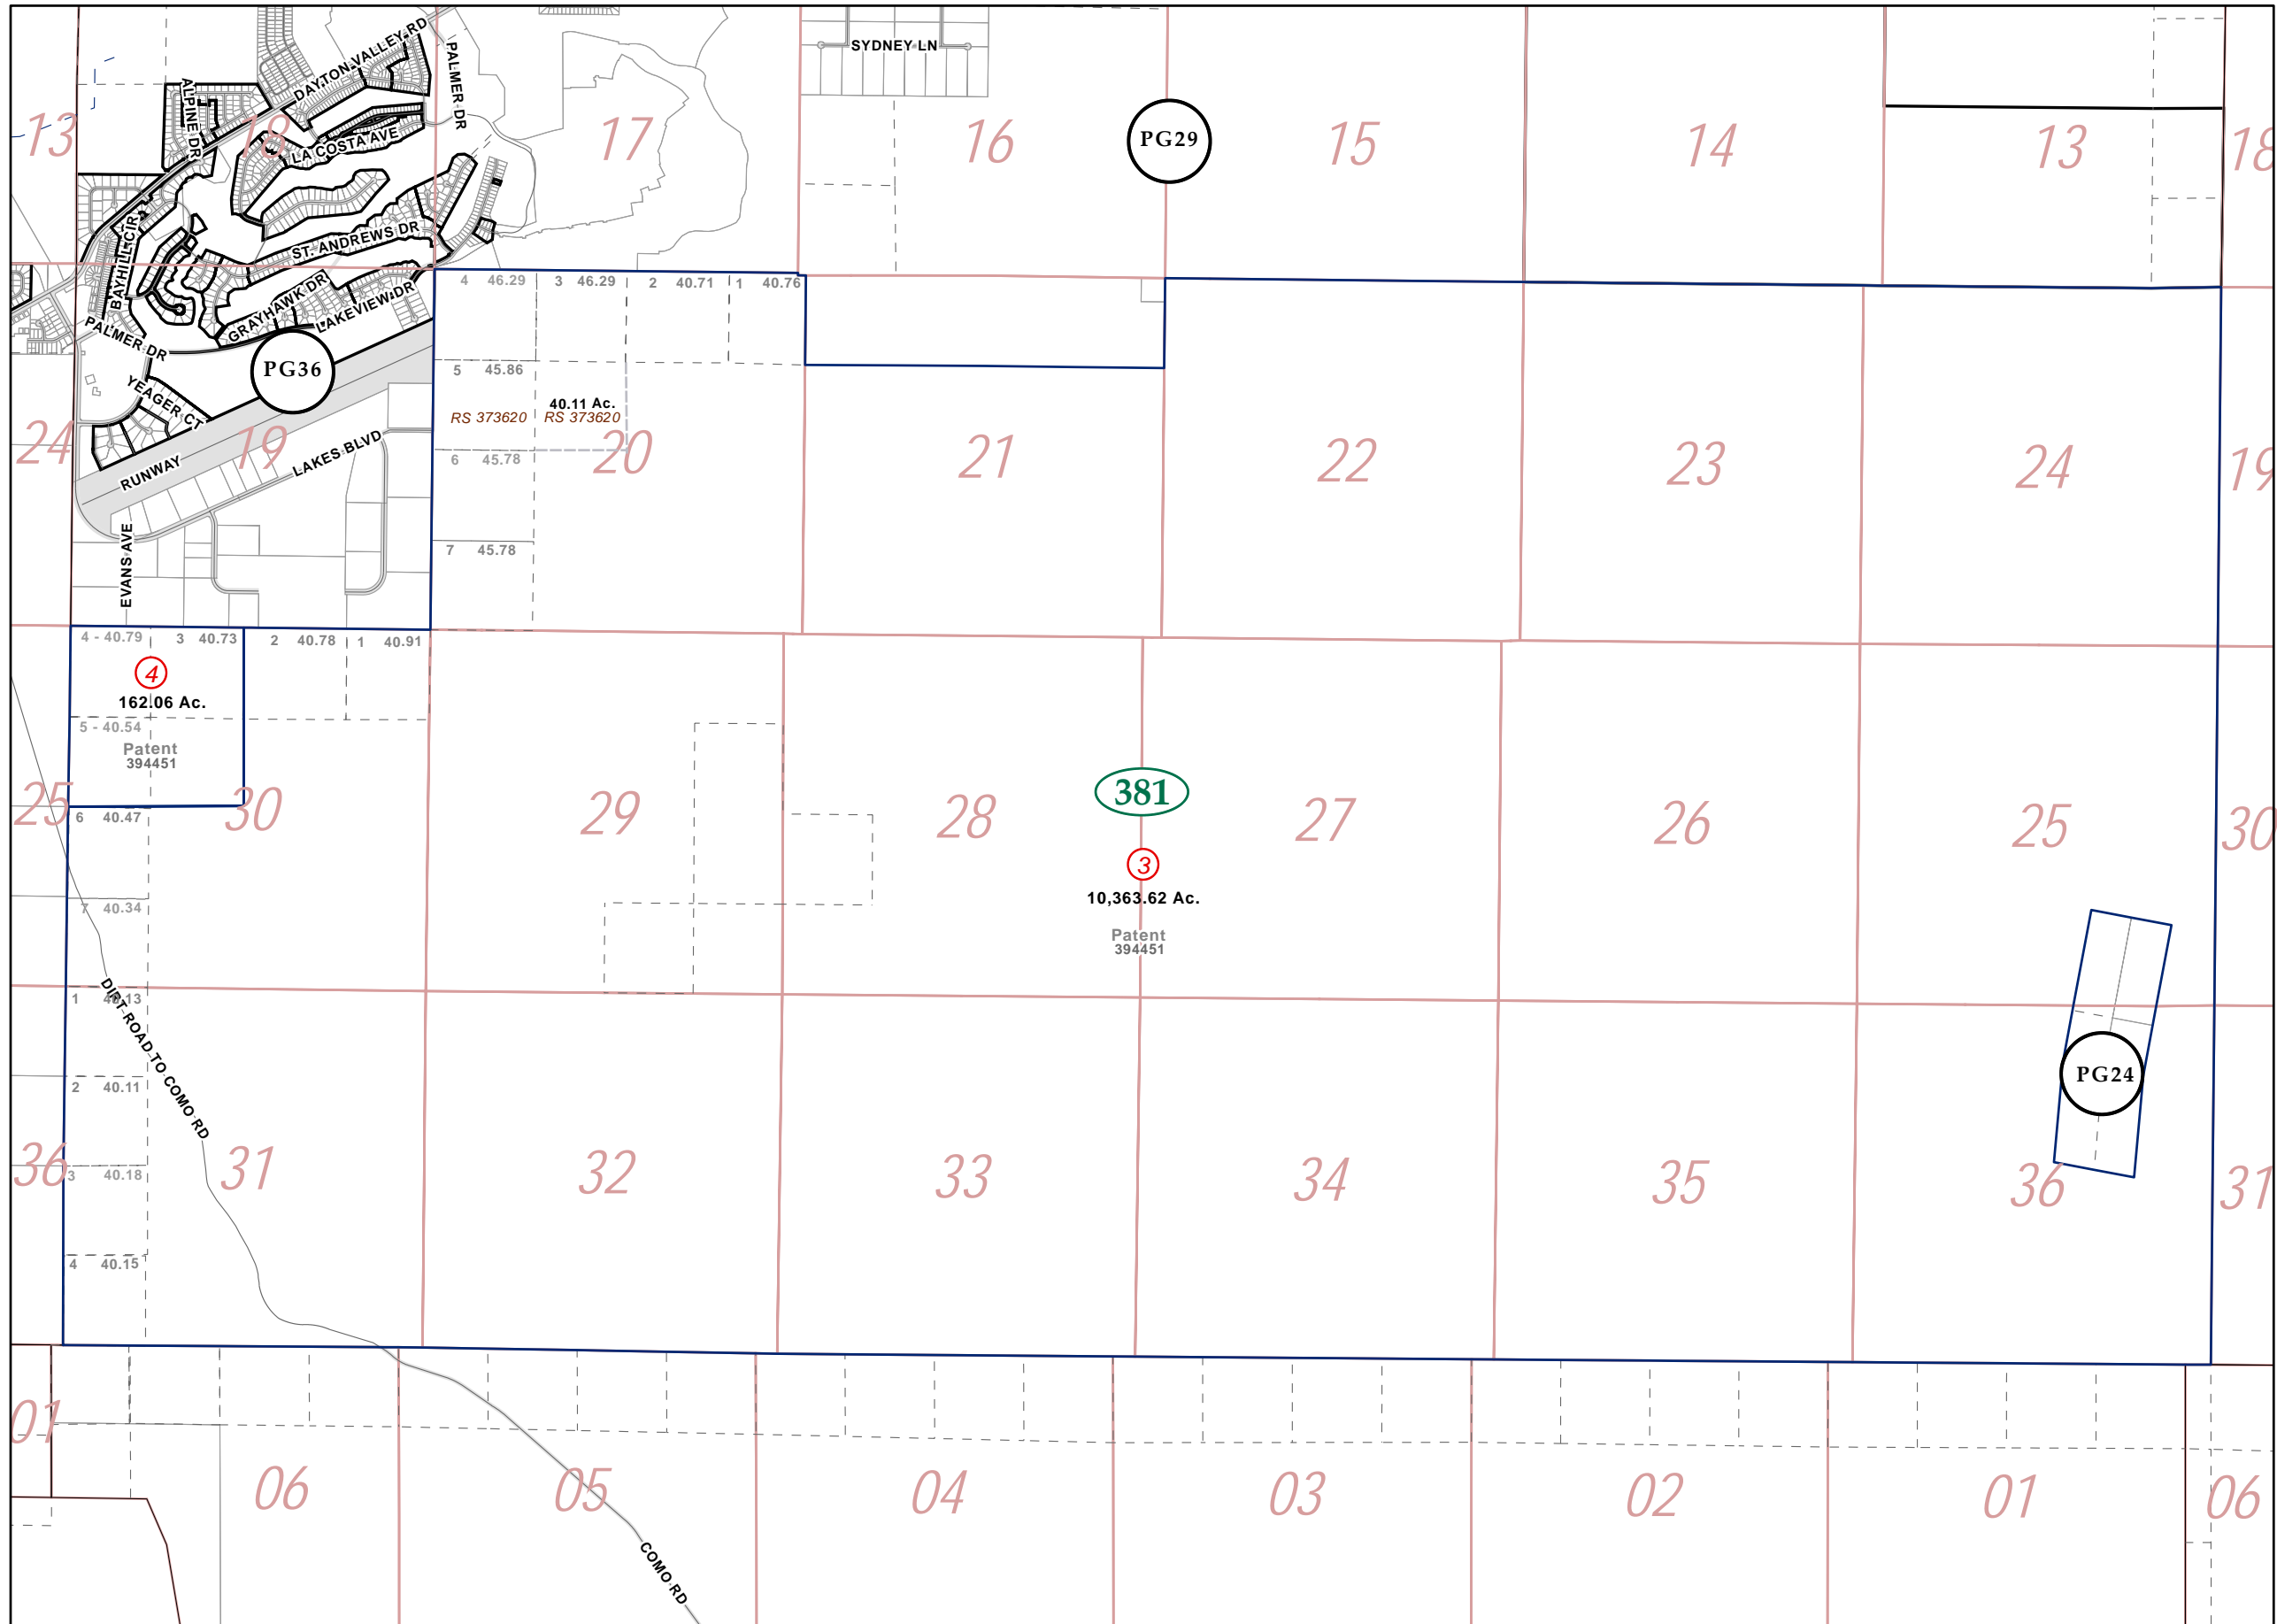 DAYTON VALLEY RD
PALMER DR
ALPINE DR
LA COSTA AVE
SYDNEY LN
13
18
17
16
PG29
15
14
13
18
BAYHILL CIR
ST. ANDREWS DR
GRAYHAWK DR
LAKEVIEW DR
PALMER DR
PG36
YEAGER CT
4 46.29
3 46.29
2 40.71
1 40.76
5 45.86
40.11 Ac.
RS 373620
RS 373620
6 45.78
7 45.78
24
19
RUNWAY
LAKES BLVD
EVANS AVE
20
21
22
23
24
19
4 - 40.79
3 40.73
2 40.78
1 40.91
4
162.06 Ac.
5 - 40.54
Patent
394451
25
30
29
28
381
27
26
25
30
6 40.47
3
10,363.62 Ac.
Patent
394451
7 40.34
1 40.13
DIRT ROAD TO COMO RD
2 40.11
PG24
36
3 40.18
31
32
33
34
35
36
31
4 40.15
01
06
05
04
03
02
01
06
COMO RD